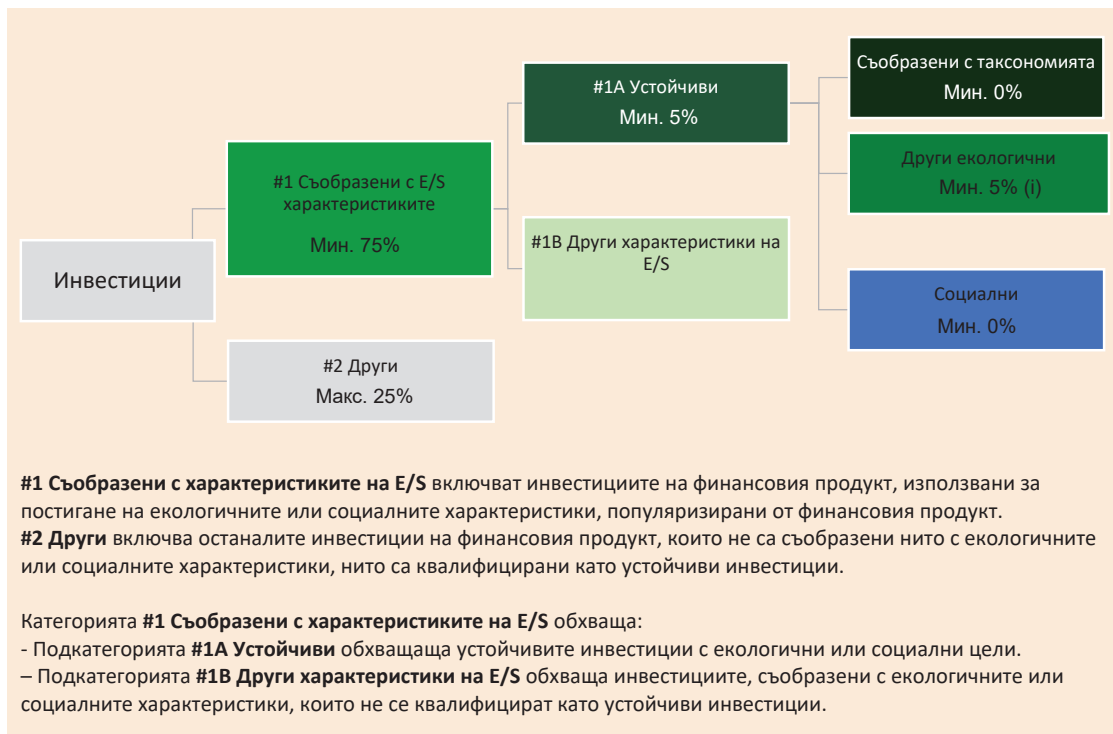 Инвестиции
#1 Съобразени с E/S
характеристиките
Мин. 75%
#2 Други
Макс. 25%
#1A Устойчиви
Мин. 5%
#1B Други характеристики на
E/S
Съобразени с таксономията
Мин. 0%
Други екологични
Мин. 5% (i)
Социални
Мин. 0%
#1 Съобразени с характеристиките на E/S включват инвестициите на финансовия продукт, използвани за
постигане на екологичните или социалните характеристики, популяризирани от финансовия продукт.
#2 Други включва останалите инвестиции на финансовия продукт, които не са съобразени нито с екологичните
или социалните характеристики, нито са квалифицирани като устойчиви инвестиции.
Категорията #1 Съобразени с характеристиките на E/S обхваща:
- Подкатегорията #1A Устойчиви обхващаща устойчивите инвестиции с екологични или социални цели.
– Подкатегорията #1B Други характеристики на E/S обхваща инвестициите, съобразени с екологичните или
социалните характеристики, които не се квалифицират като устойчиви инвестиции.